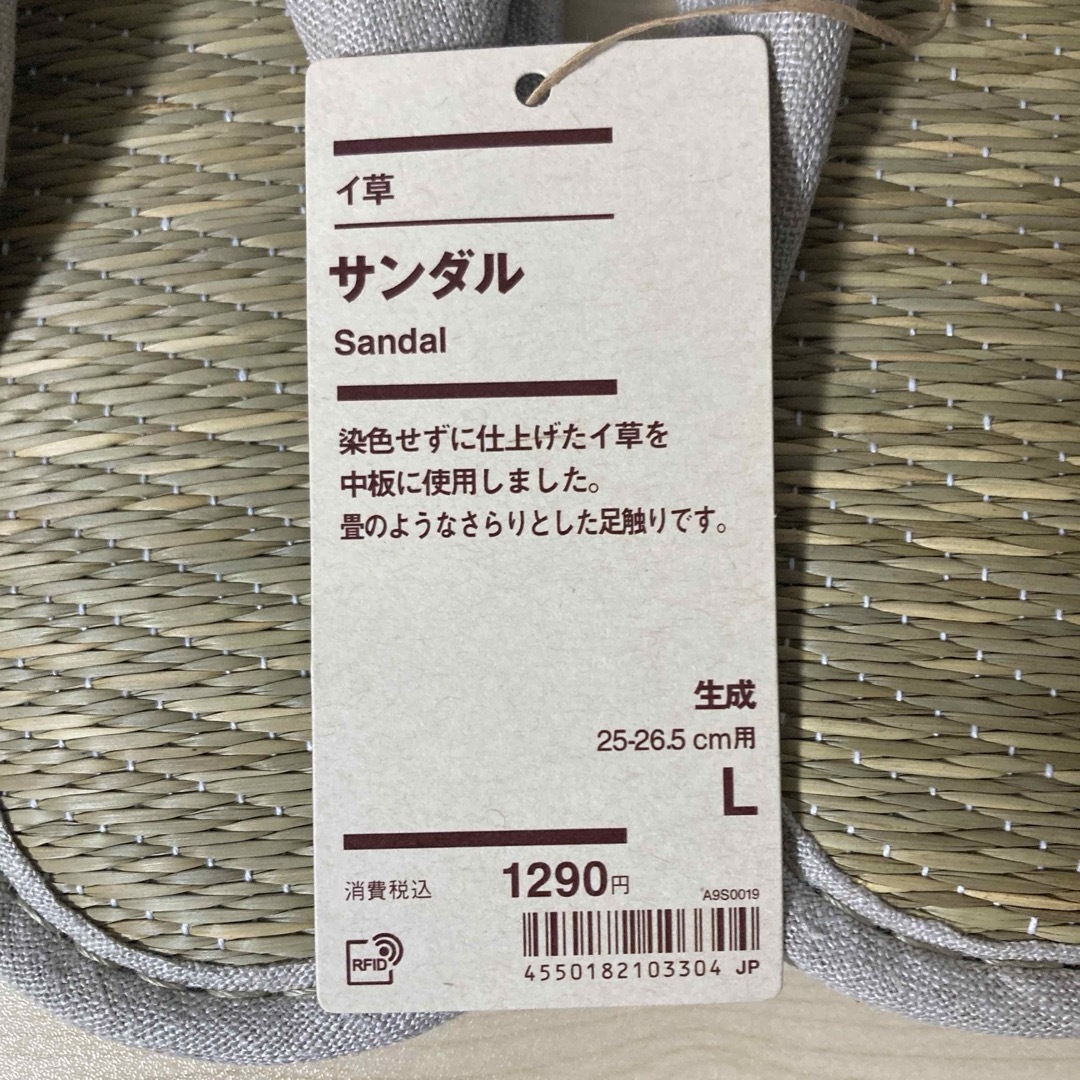 イ草
サンダル
Sandal
染色せずに仕上げたイ草を
中板に使用しました。
畳のようなさらりとした足触りです。
生成
25-26.5 cm用
L
消費税込 1290円
A9S0019
RFID
4550182103304 JP